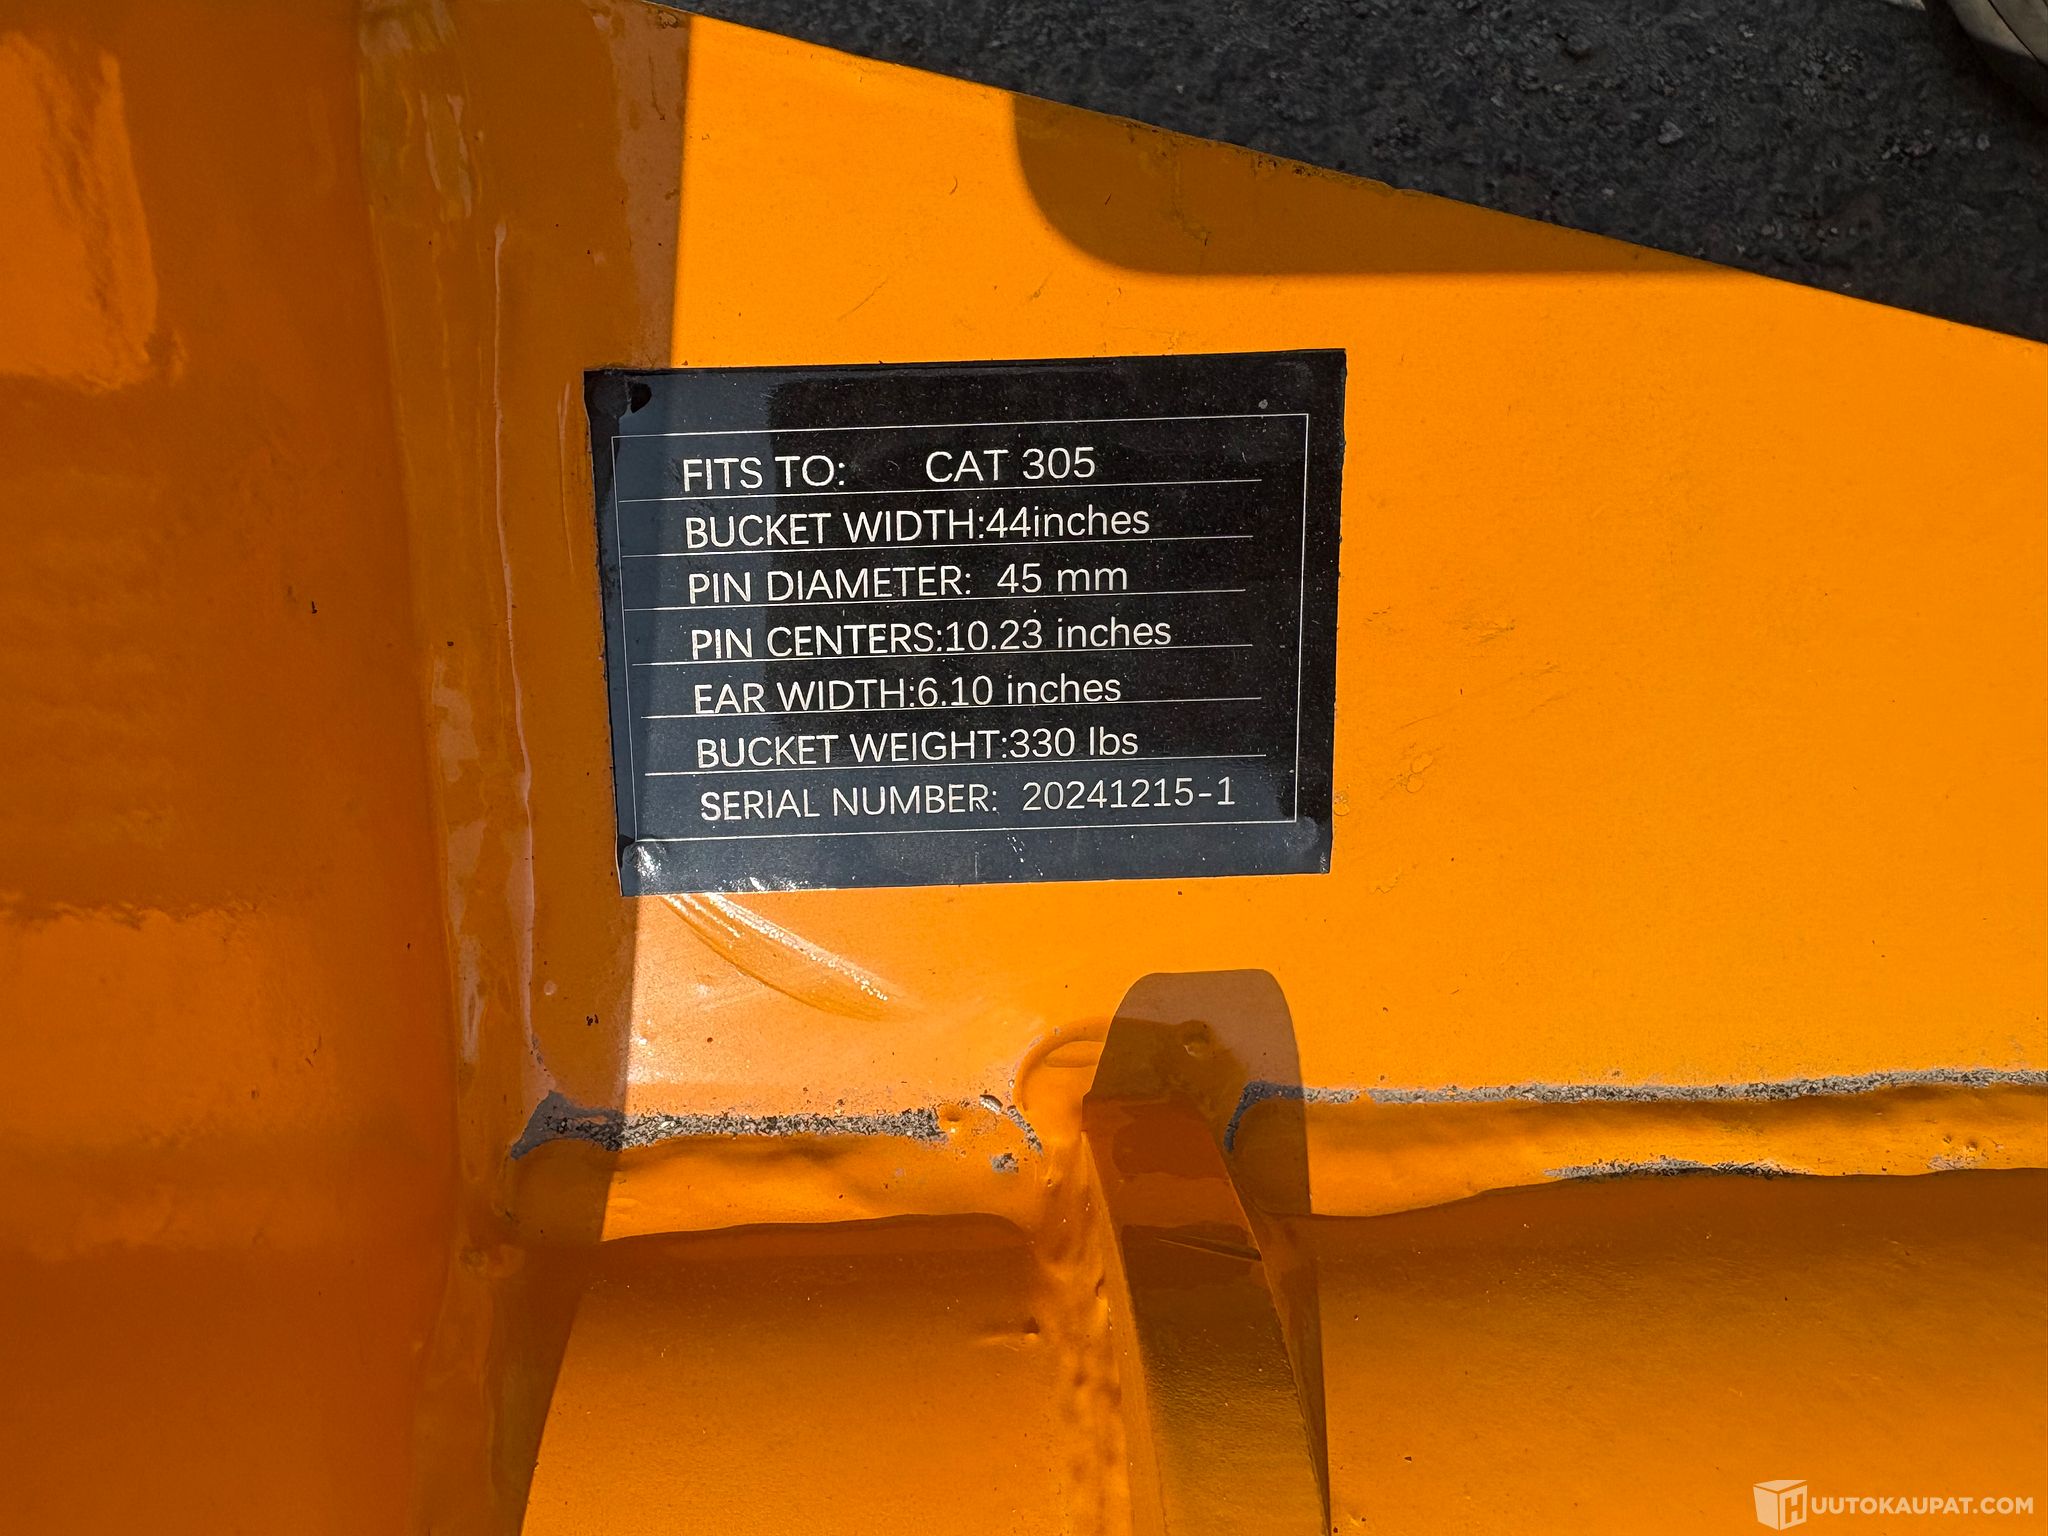 FITS TO: CAT 305
BUCKET WIDTH:44inches
PIN DIAMETER: 45 mm
PIN CENTERS:10.23 inches
EAR WIDTH:6.10 inches
BUCKET WEIGHT:330 lbs
SERIAL NUMBER: 20241215-1
HUUTOKAUPAT.COM